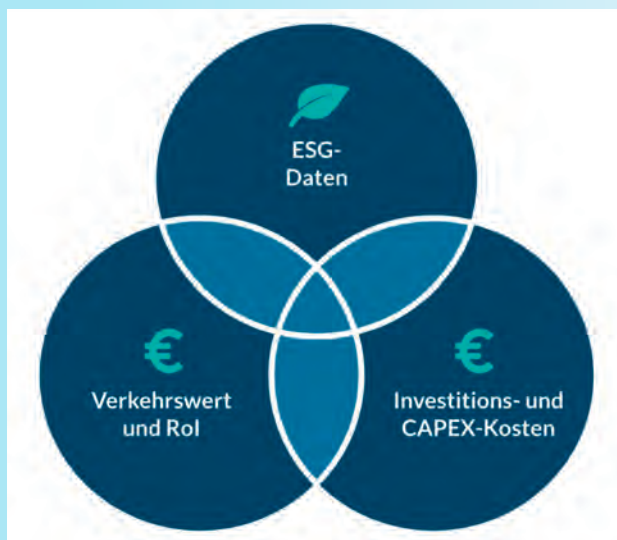 ESG-
Daten
€
Verkehrswert
und RoI
€
Investitions- und
CAPEX-Kosten